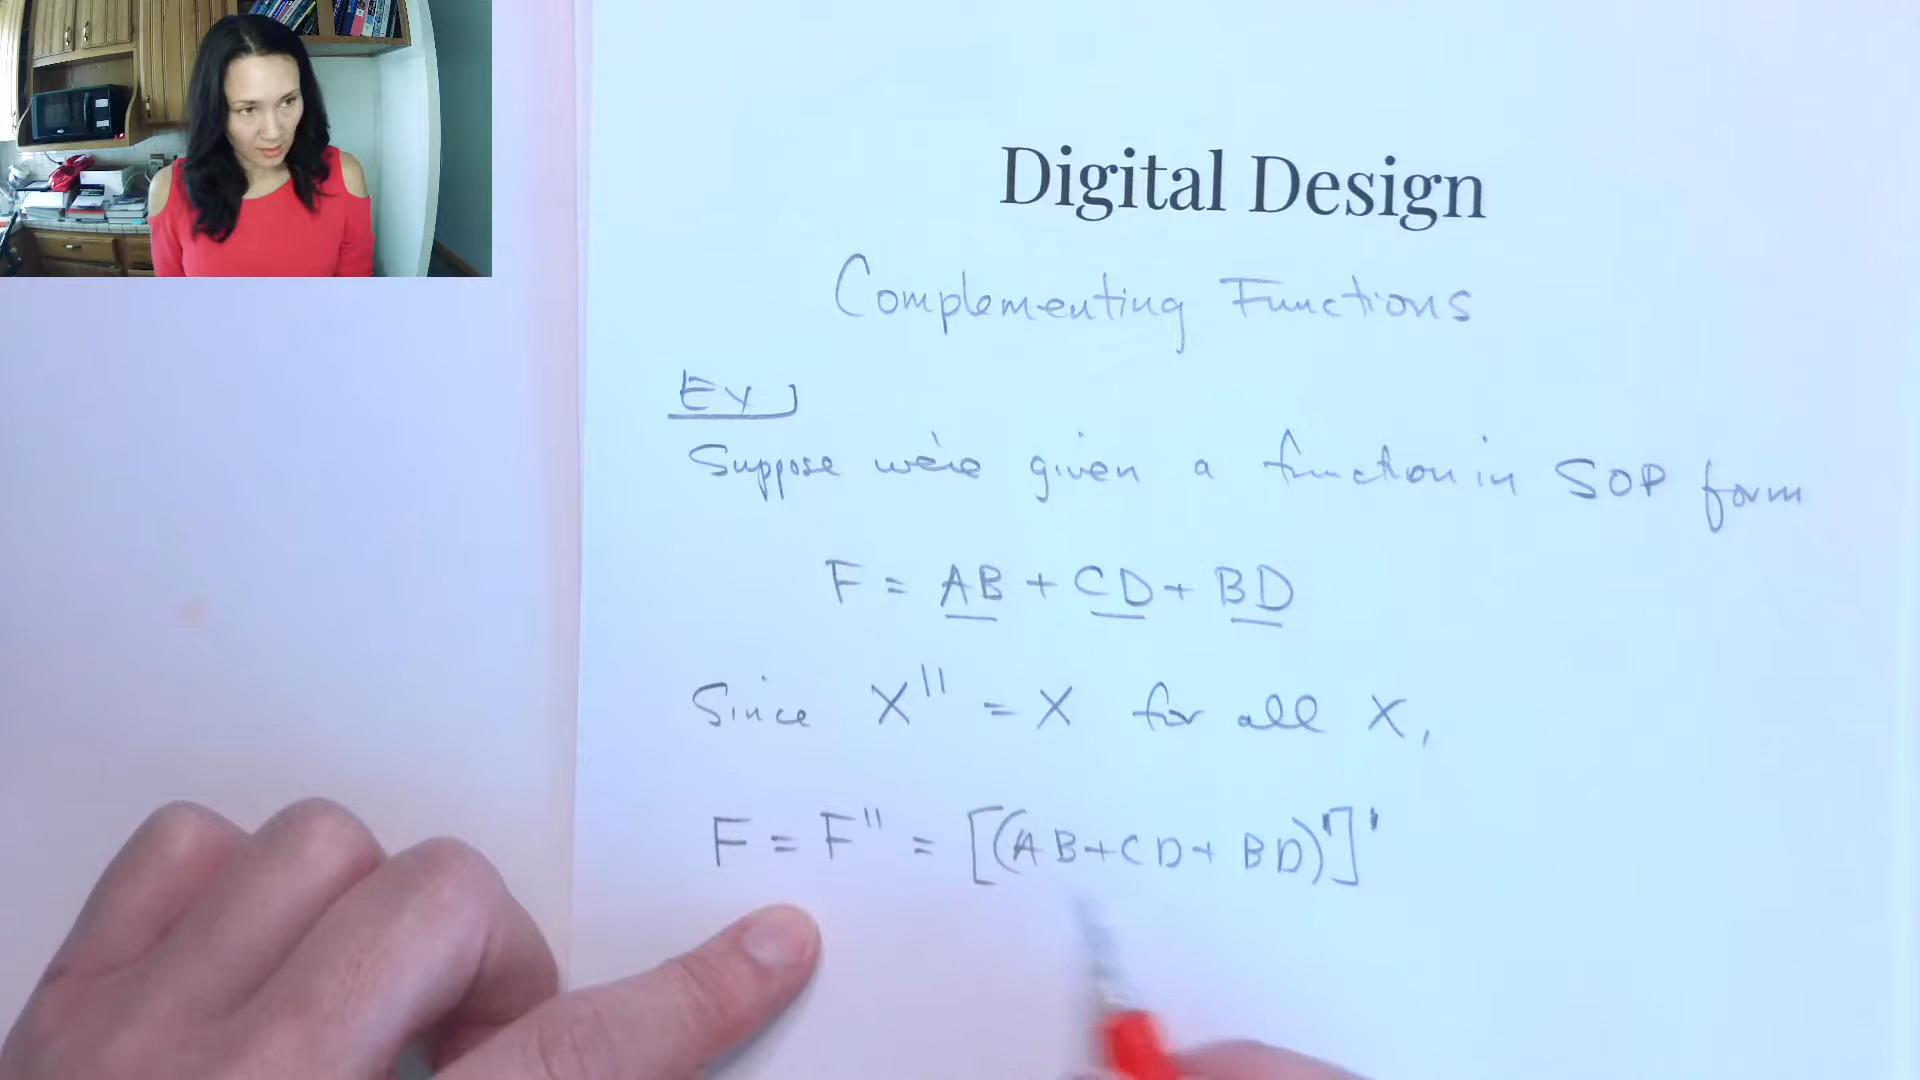 Digital Design
Complementing Functions
Ex
Suppose we're given a function in SOP form
F = AB + CD + BD
Since X'' = X for all X,
F = F'' = [(AB+CD+BD)']'